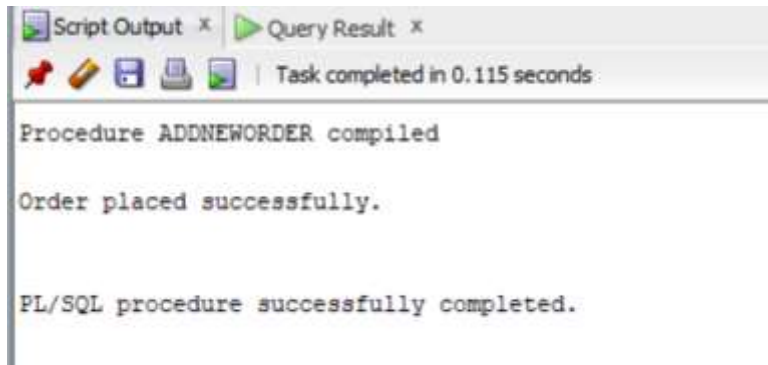 Script Output x Query Result x
Task completed in 0.115 seconds
Procedure ADDNEWORDER compiled
Order placed successfully.
PL/SQL procedure successfully completed.